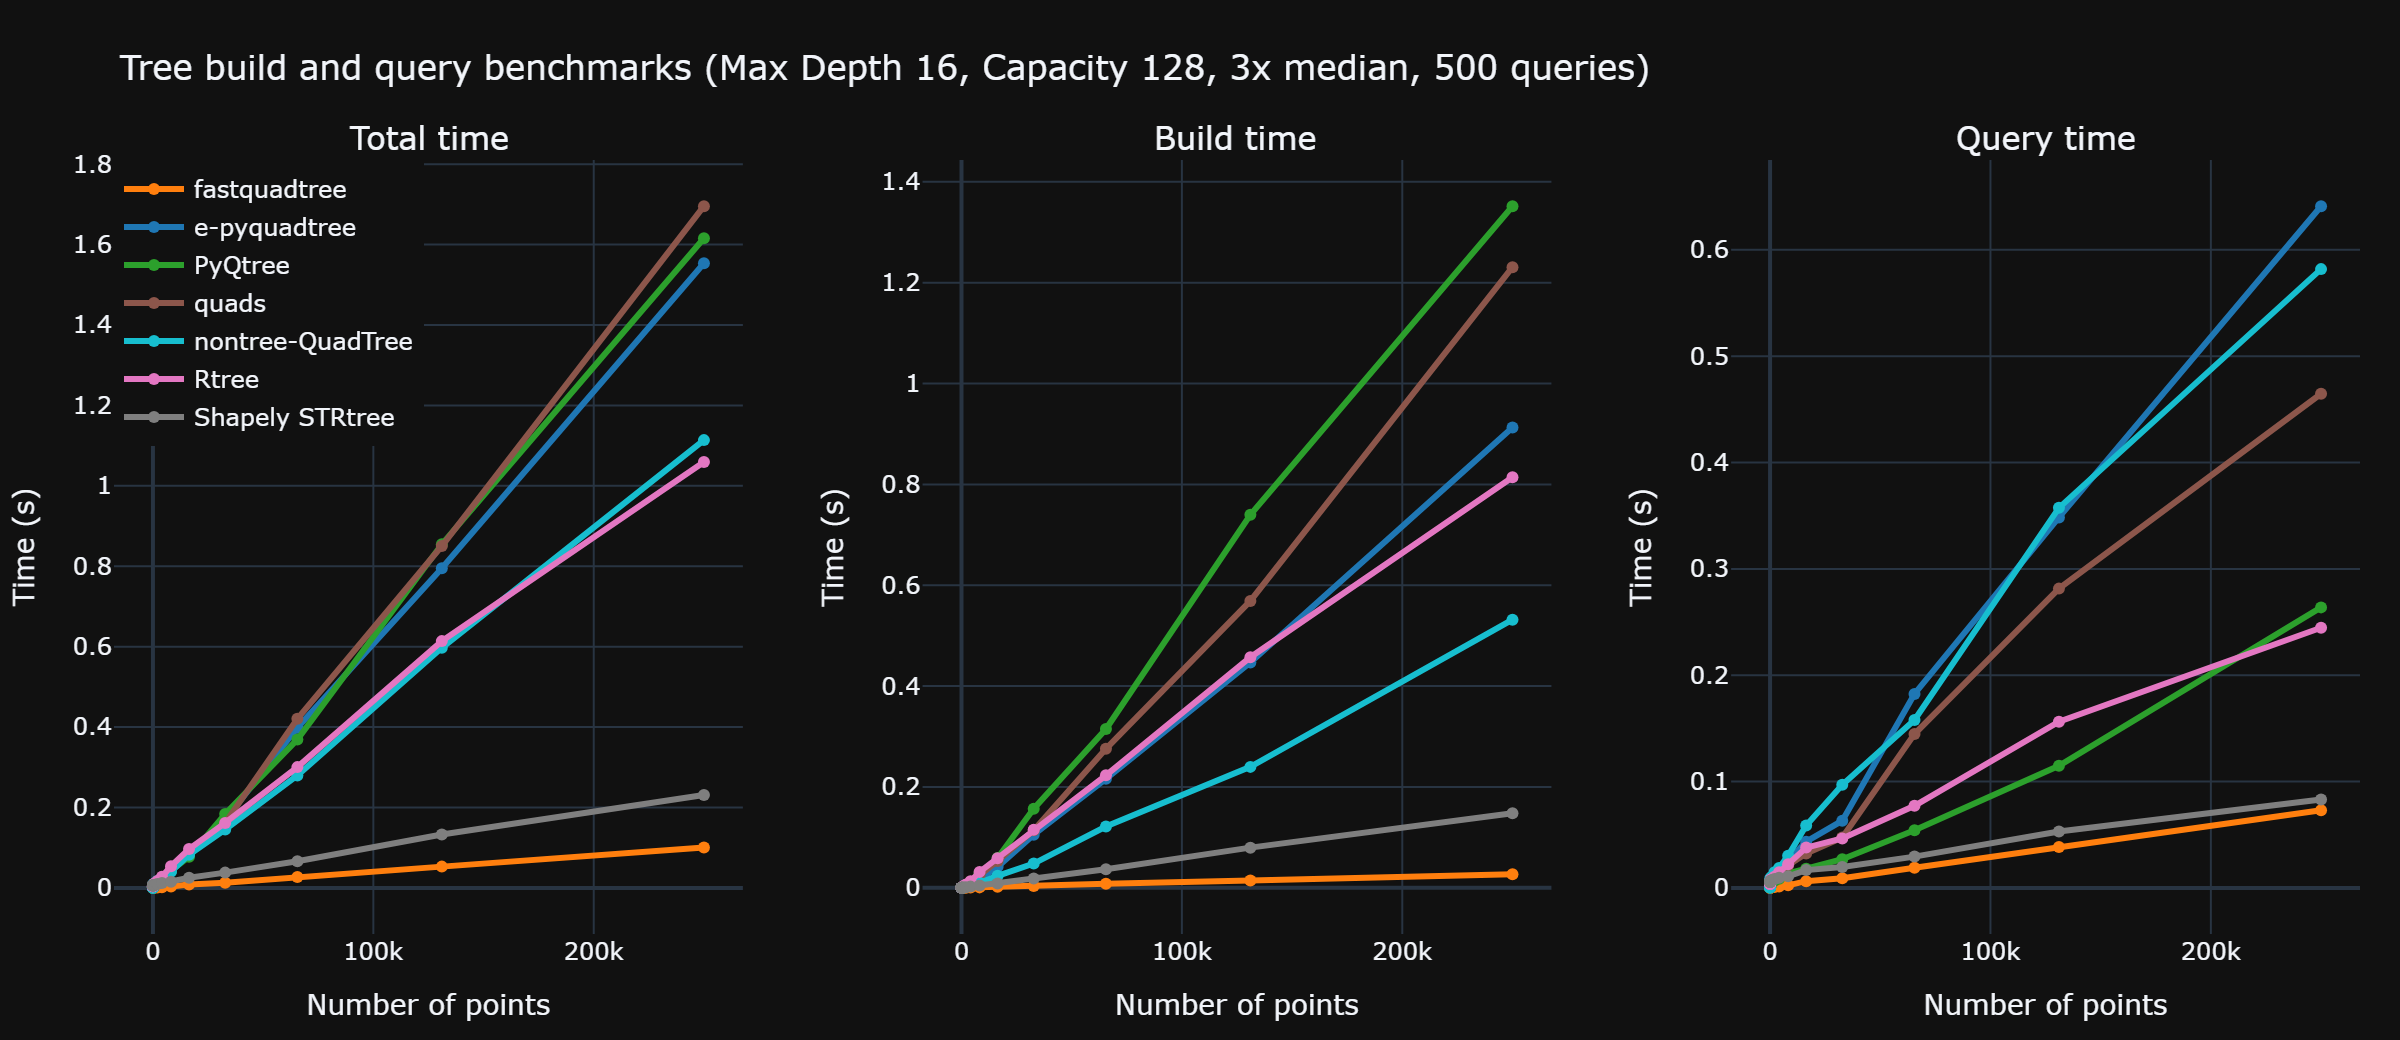 Tree build and query benchmarks (Max Depth 16, Capacity 128, 3x median, 500 queries)
Total time
1.8
1.6
1.4
1.2
1
0.8
0.6
0.4
0.2
0
fastquadtree
e-pyquadtree
PyQtree
quads
nontree-QuadTree
Rtree
Shapely STRtree
Time (s)
0 100k 200k
Number of points
Build time
1.4
1.2
1
0.8
0.6
0.4
0.2
0
Time (s)
0 100k 200k
Number of points
Query time
0.6
0.5
0.4
0.3
0.2
0.1
0
Time (s)
0 100k 200k
Number of points